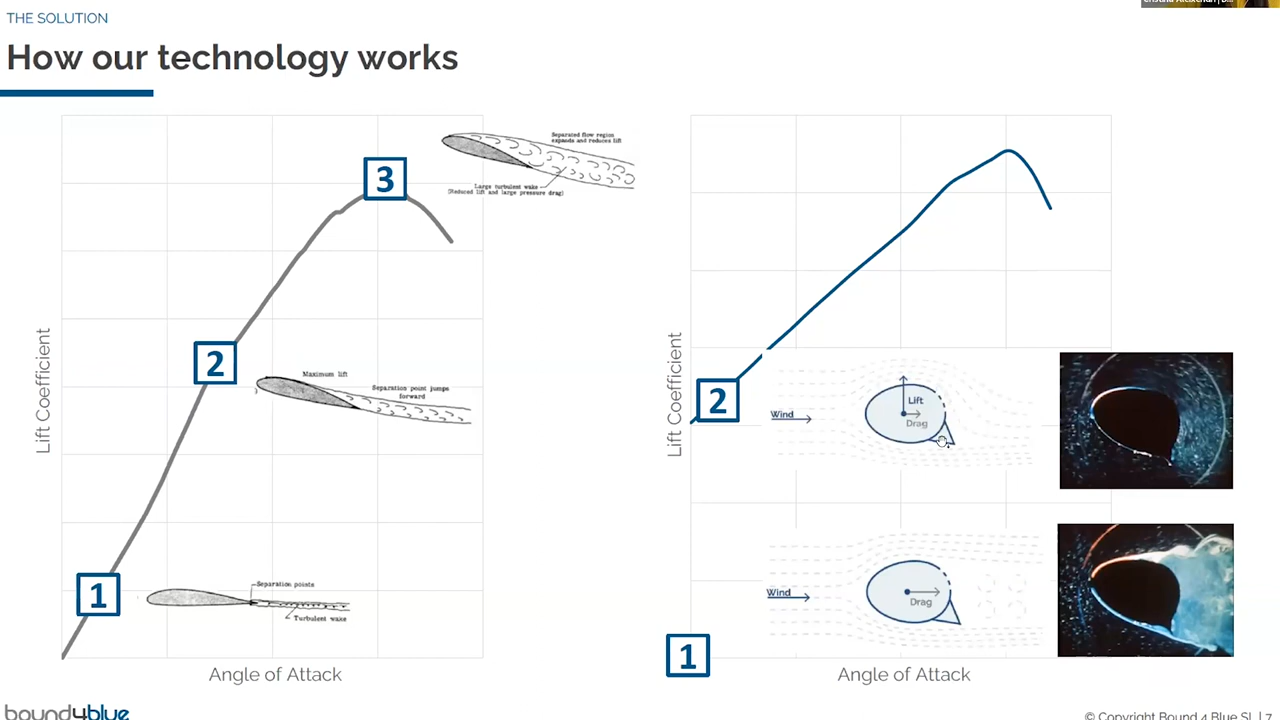 THE SOLUTION
How our technology works
3
Separated flow region
expands and reduces lift
Large turbulent wake
(Reduced lift and large pressure drag)
2
Maximum lift
Separation point jumps
forward
1
Separation points
Turbulent wake
Lift Coefficient
Angle of Attack
2
Wind
Lift
Drag
1
Wind
Drag
Lift Coefficient
Angle of Attack
bound4blue
© Copyright Bound 4 Blue SL | 7